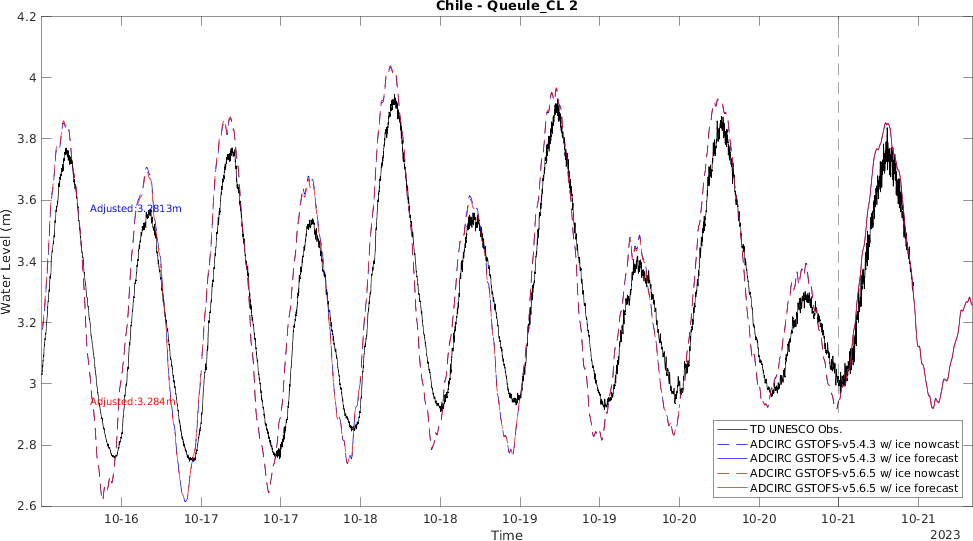 Chile - Queule_CL 2
4.2
4
3.8
3.6
3.4
3.2
3
2.8
2.6
Water Level (m)
Adjusted:3.2813m
Adjusted:3.284m
TD UNESCO Obs.
ADCIRC GSTOFS-v5.4.3 w/ ice nowcast
ADCIRC GSTOFS-v5.4.3 w/ ice forecast
ADCIRC GSTOFS-v5.6.5 w/ ice nowcast
ADCIRC GSTOFS-v5.6.5 w/ ice forecast
10-16 10-17 10-17 10-18 10-18 10-19 10-19 10-20 10-20 10-21 10-21
Time
2023